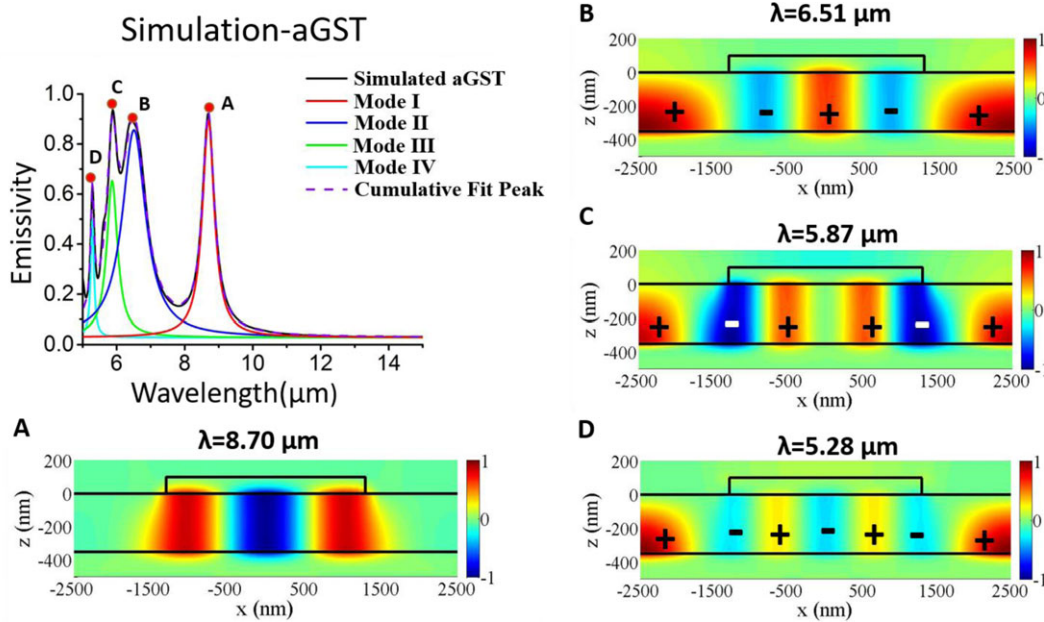 Simulation-aGST
Emissivity
1.0
0.8
0.6
0.4
0.2
0.0
6
8
10
12
14
Wavelength(μm)
D
C
B
A
Simulated aGST
Mode I
Mode II
Mode III
Mode IV
Cumulative Fit Peak
A
λ=8.70 μm
z (nm)
200
0
-200
-400
-2500 -1500 -500 500 1500 2500
x (nm)
1
0
-1
B
λ=6.51 μm
z (nm)
200
0
-200
-400
+ - + - +
-2500 -1500 -500 500 1500 2500
x (nm)
1
0
-1
C
λ=5.87 μm
z (nm)
200
0
-200
-400
+ - + + - +
-2500 -1500 -500 500 1500 2500
x (nm)
1
0
-1
D
λ=5.28 μm
z (nm)
200
0
-200
-400
+ - + - + - +
-2500 -1500 -500 500 1500 2500
x (nm)
1
0
-1